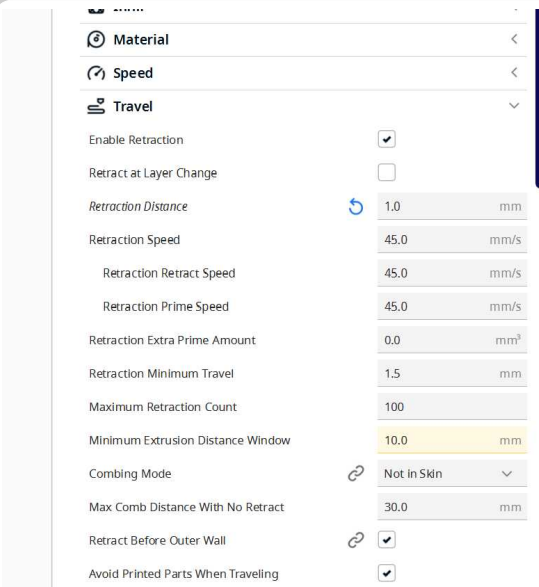 Material
Speed
Travel
Enable Retraction
Retract at Layer Change
Retraction Distance 1.0 mm
Retraction Speed 45.0 mm/s
Retraction Retract Speed 45.0 mm/s
Retraction Prime Speed 45.0 mm/s
Retraction Extra Prime Amount 0.0 mm³
Retraction Minimum Travel 1.5 mm
Maximum Retraction Count 100
Minimum Extrusion Distance Window 10.0 mm
Combing Mode Not in Skin
Max Comb Distance With No Retract 30.0 mm
Retract Before Outer Wall
Avoid Printed Parts When Traveling